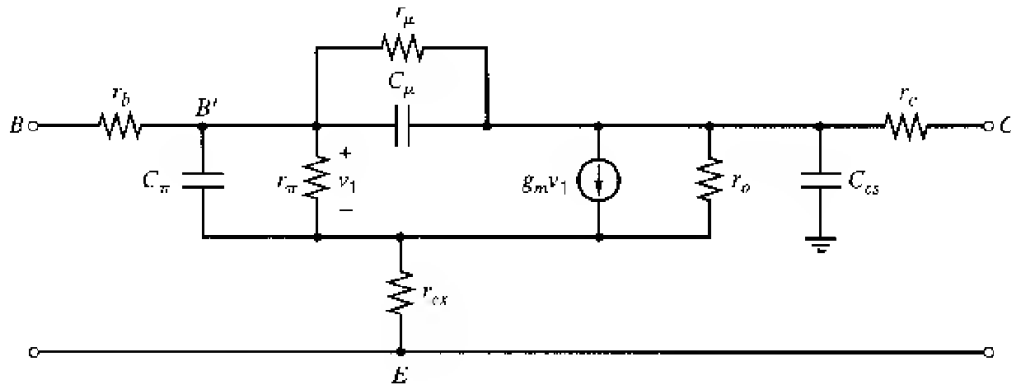 r_μ
C_μ
r_b
B'
r_c
B
C
C_π
r_π
+
v_1
−
g_m v_1
r_o
C_cs
r_ex
E